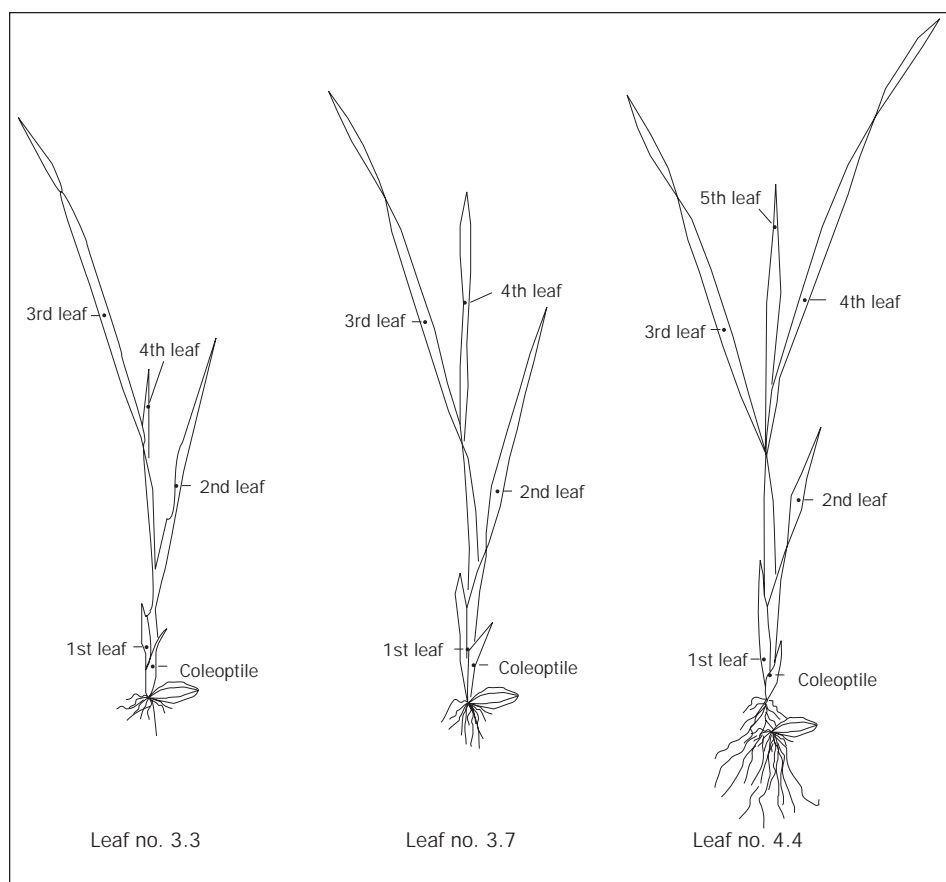 3rd leaf
4th leaf
2nd leaf
1st leaf
Coleoptile
Leaf no. 3.3
3rd leaf
4th leaf
2nd leaf
1st leaf
Coleoptile
Leaf no. 3.7
5th leaf
4th leaf
3rd leaf
2nd leaf
1st leaf
Coleoptile
Leaf no. 4.4